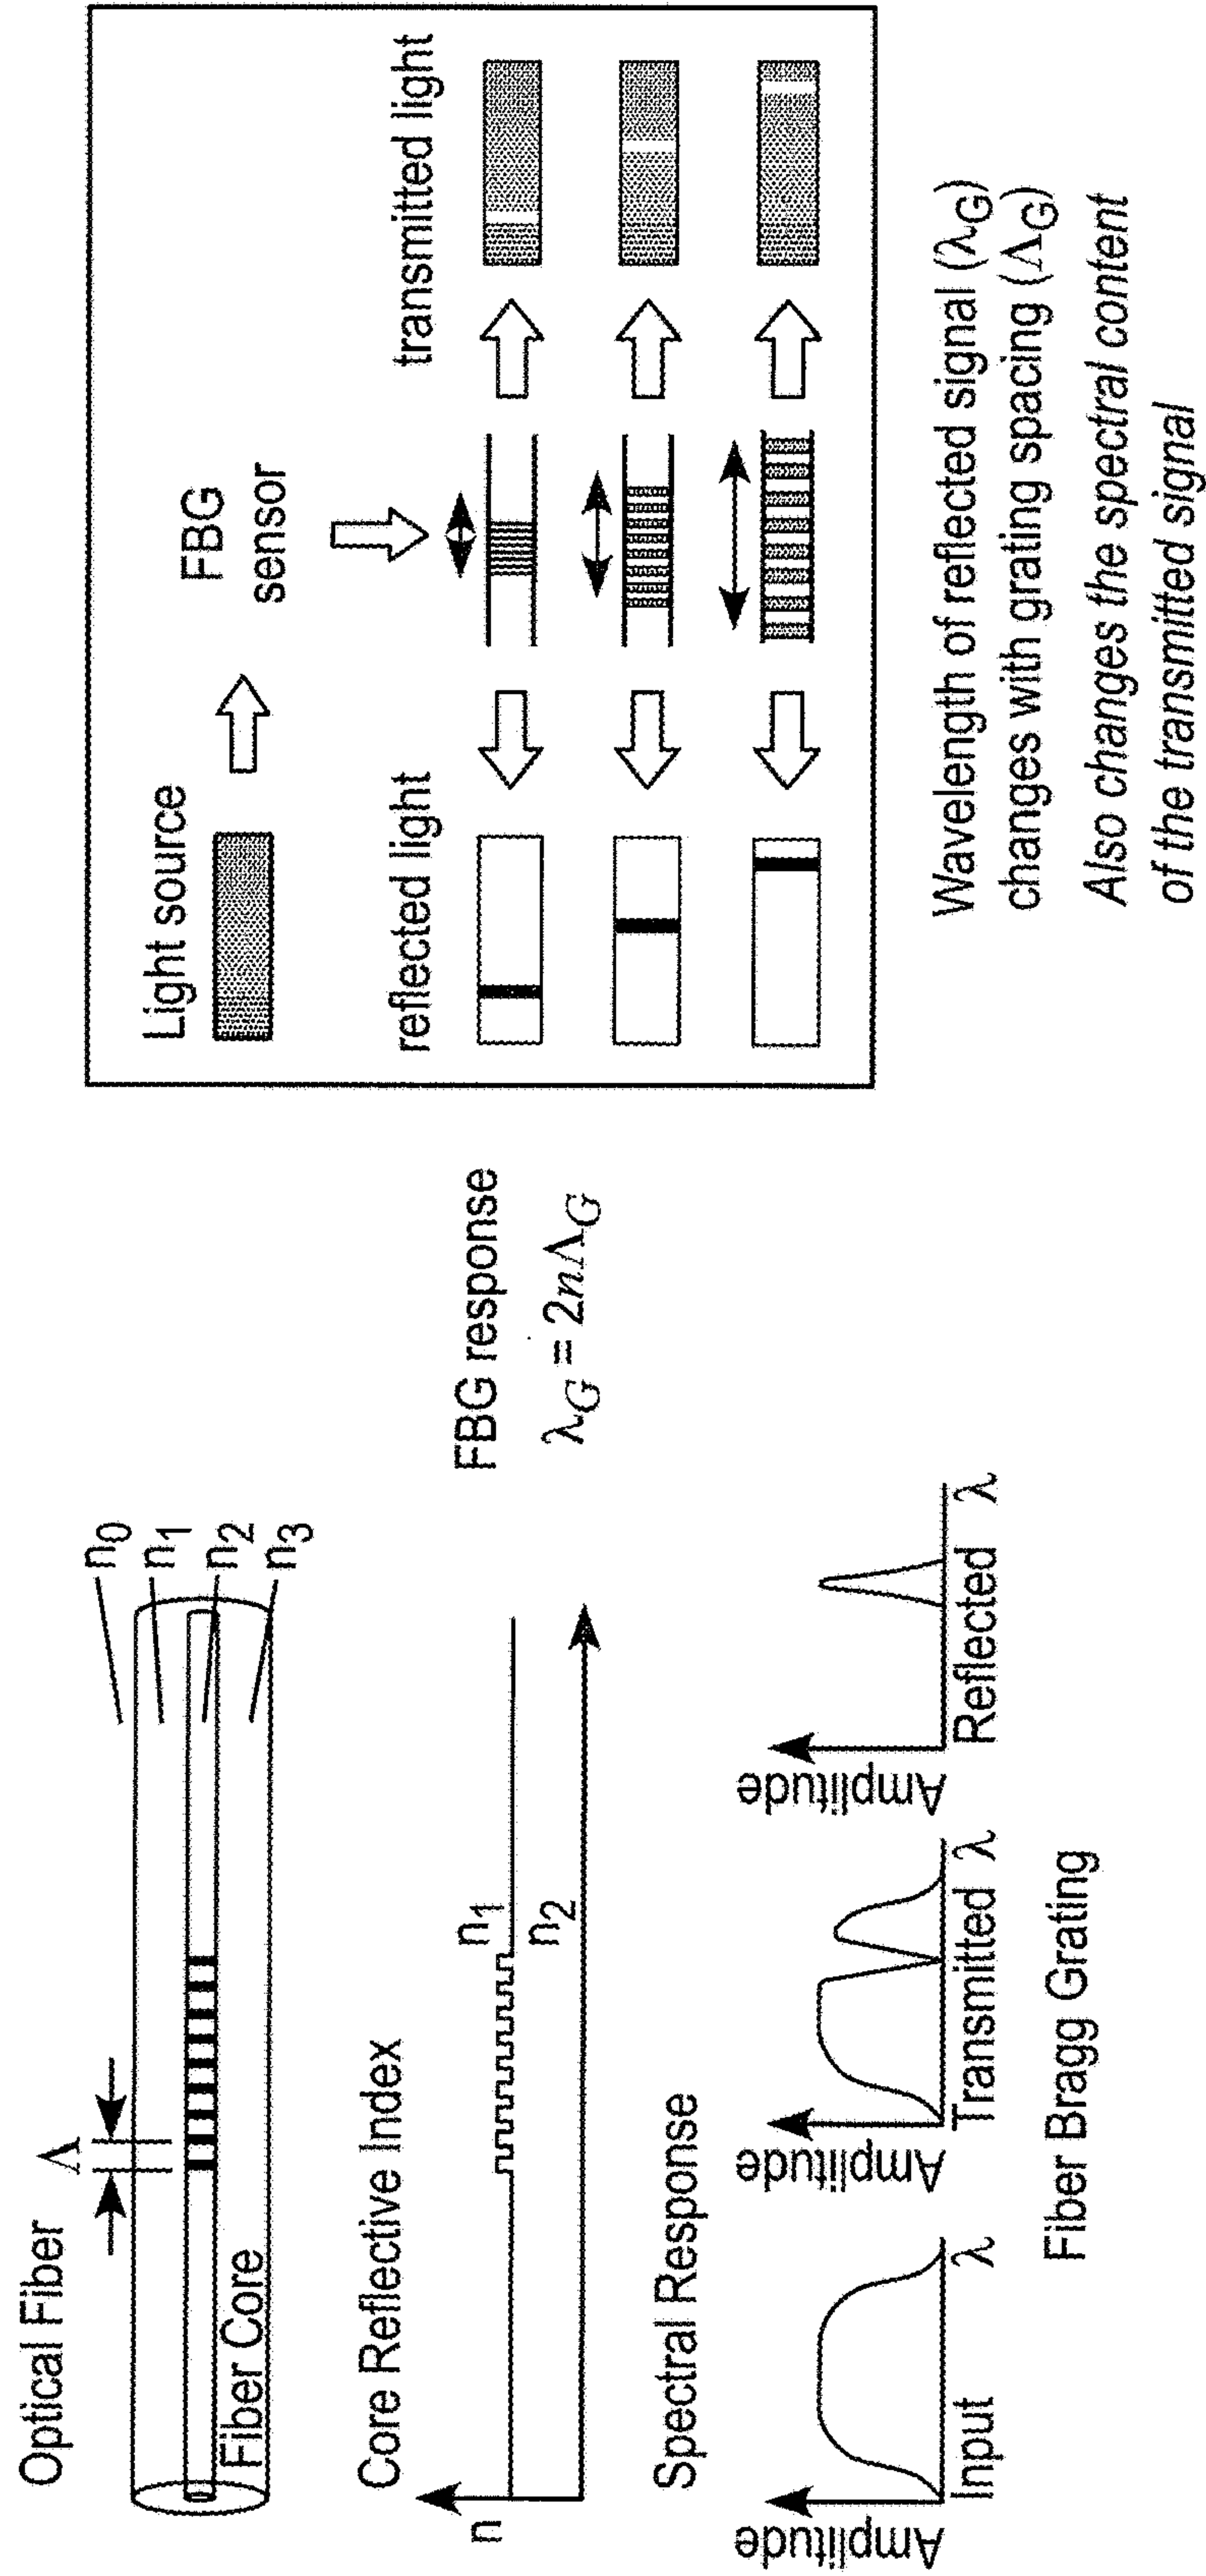 Optical Fiber
Λ
n₀
n₁
n₂
n₃
Fiber Core
Core Reflective Index
n
n₁
n₂
FBG response
λG = 2nΛG
Spectral Response
Amplitude
Input
λ
Amplitude
Transmitted
λ
Amplitude
Reflected
λ
Fiber Bragg Grating
Light source
FBG
sensor
reflected light
transmitted light
Wavelength of reflected signal (λG)
changes with grating spacing (ΛG)
Also changes the spectral content
of the transmitted signal